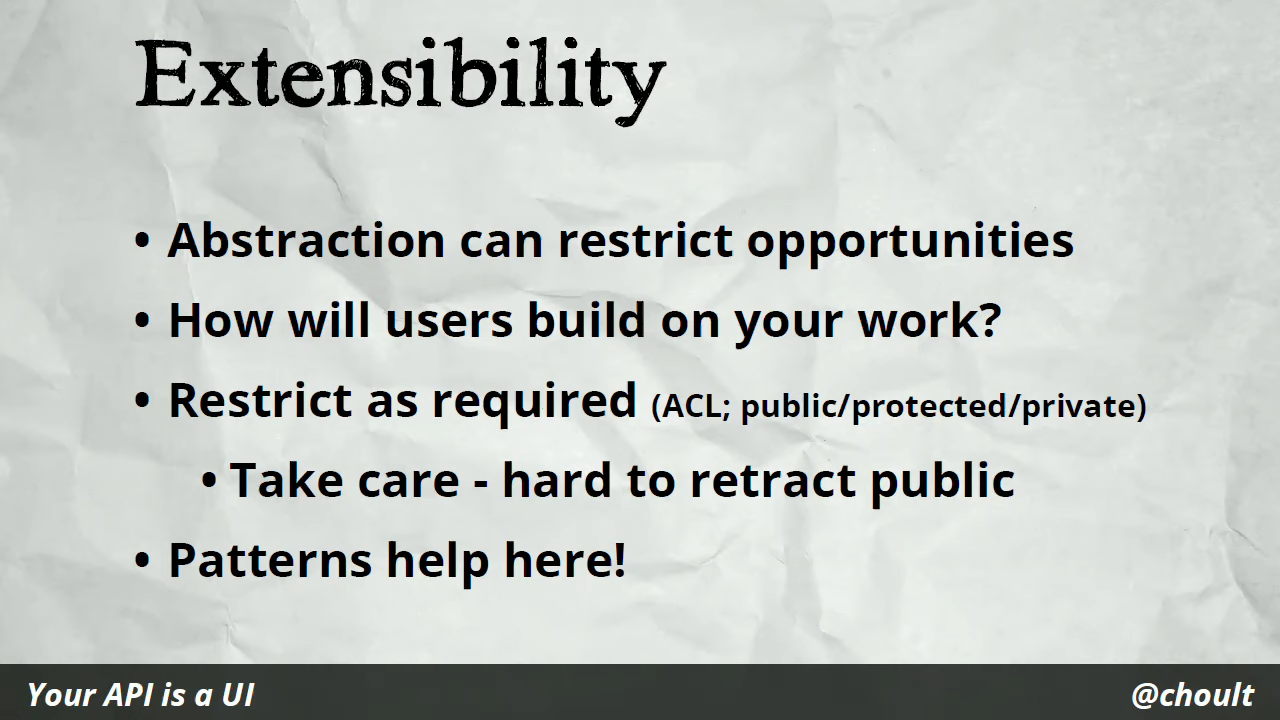 Extensibility
• Abstraction can restrict opportunities
• How will users build on your work?
• Restrict as required (ACL; public/protected/private)
• Take care - hard to retract public
• Patterns help here!
Your API is a UI
@choult